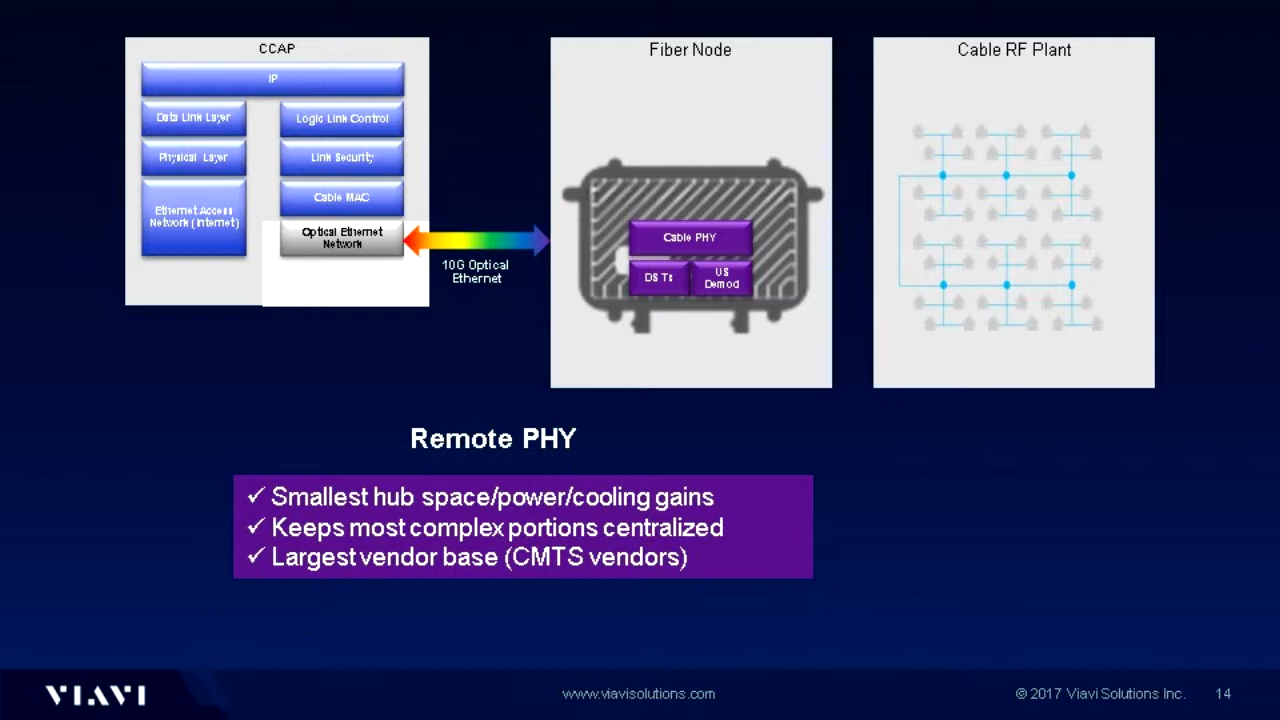 CCAP
IP
Data Link Layer
Physical Layer
Ethernet Access
Network (Internet)
Logic Link Control
Link Security
Cable MAC
Optical Ethernet
Network
10G Optical
Ethernet
Fiber Node
Cable PHY
DS Tx
US
Demod
Cable RF Plant
Remote PHY
✓ Smallest hub space/power/cooling gains
✓ Keeps most complex portions centralized
✓ Largest vendor base (CMTS vendors)
VIAVI
www.viavisolutions.com
© 2017 Viavi Solutions Inc.
14